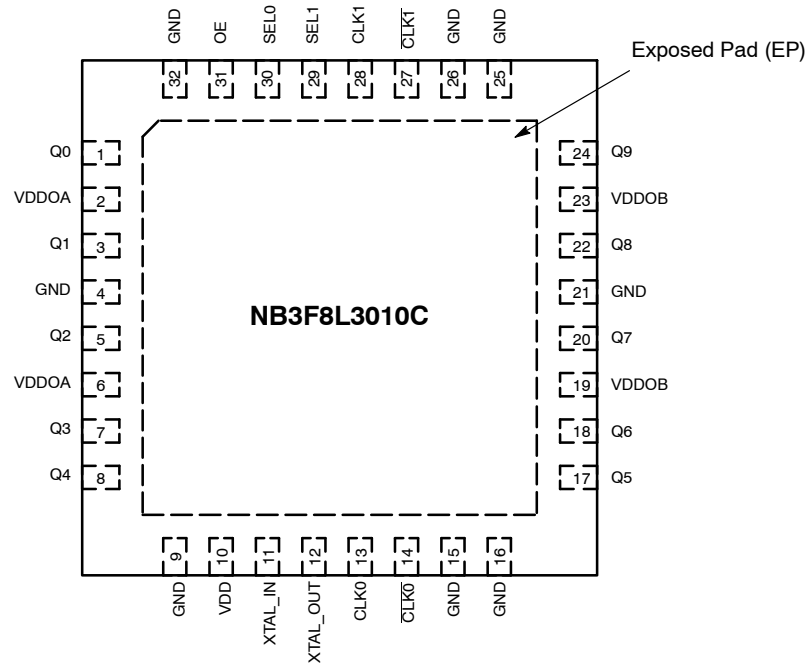 GND
OE
SEL0
SEL1
CLK1
CLK1
GND
GND
32
31
30
29
28
27
26
25
Exposed Pad (EP)
Q0 1
VDDOA 2
Q1 3
GND 4
Q2 5
VDDOA 6
Q3 7
Q4 8
NB3F8L3010C
24 Q9
23 VDDOB
22 Q8
21 GND
20 Q7
19 VDDOB
18 Q6
17 Q5
9
10
11
12
13
14
15
16
GND
VDD
XTAL_IN
XTAL_OUT
CLK0
CLK0
GND
GND